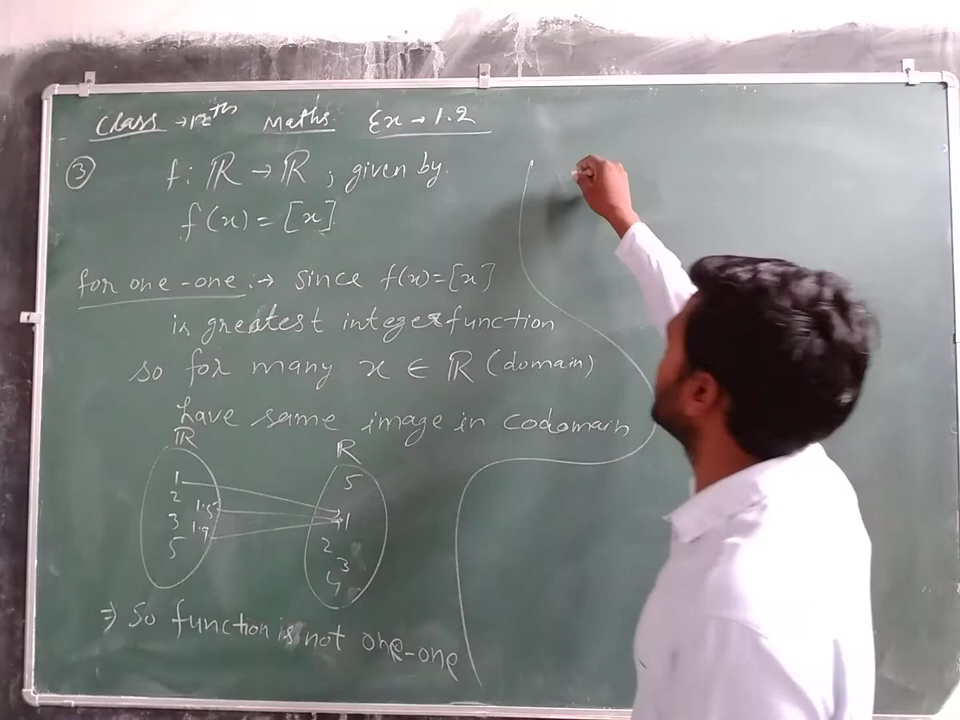 Class → 12th Maths Ex → 1.2
③ f: ℝ → ℝ , given by.
f(x) = [x]
for one-one :→ since f(x)=[x]
is greatest integer function
so for many x ∈ ℝ (domain)
have same image in codomain
ℝ
R
1
2
3
5
1.5
1.9
5
1
2
3
4
⇒ So function is not one-one